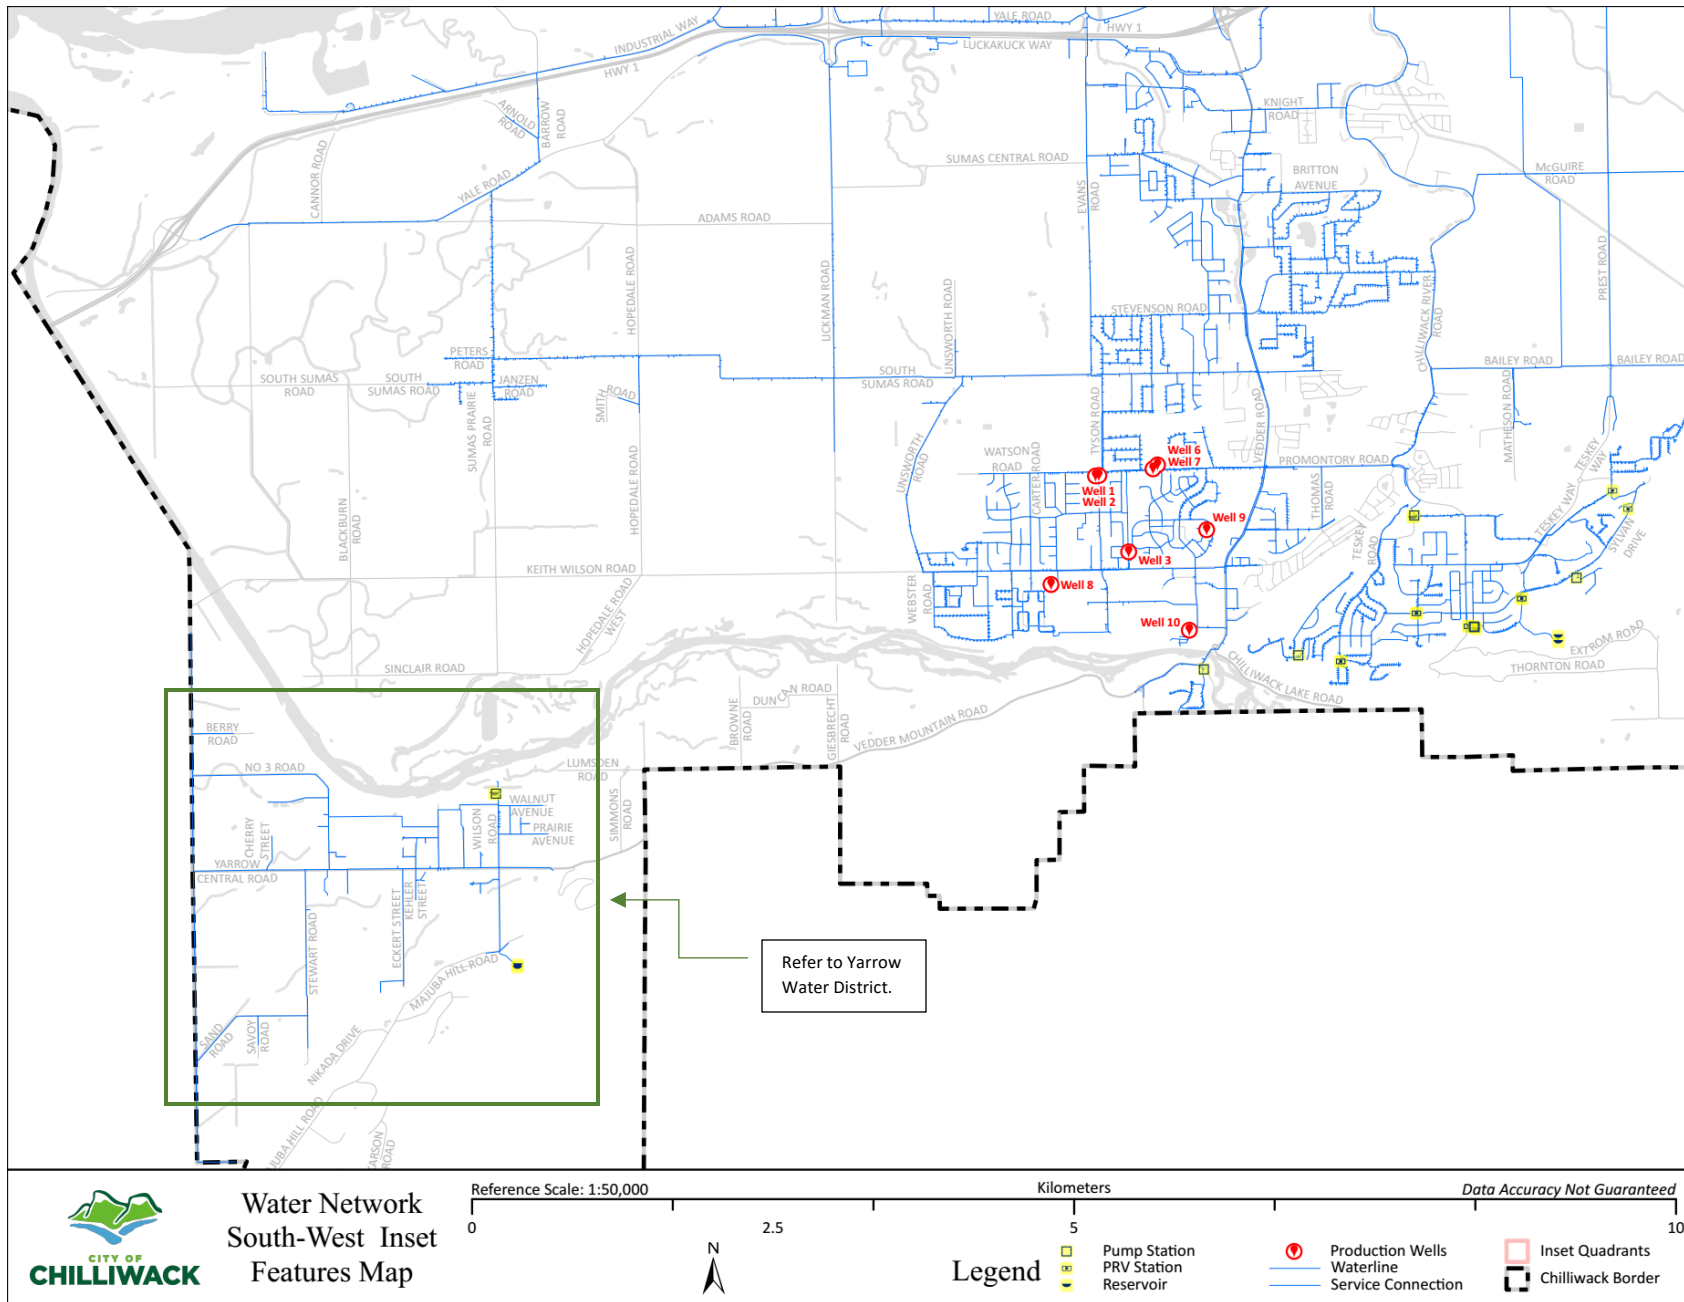 YALE ROAD
HWY 1
INDUSTRIAL WAY
LUCKAKUCK WAY
HWY 1
ARNOLD
ROAD
BARROW
ROAD
KNIGHT
ROAD
CANNOR ROAD
SUMAS CENTRAL ROAD
BRITTON
AVENUE
McGUIRE
ROAD
YALE ROAD
EVANS
ROAD
ADAMS ROAD
HOPEDALE ROAD
LICKMAN ROAD
UNSWORTH ROAD
STEVENSON ROAD
CHILLIWACK RIVER
ROAD
PREST ROAD
PETERS
ROAD
BAILEY ROAD
BAILEY ROAD
SOUTH SUMAS
ROAD
SOUTH
SUMAS ROAD
JANZEN
ROAD
SOUTH
SUMAS ROAD
SMITH
ROAD
SUMAS PRAIRIE
ROAD
HOPEDALE ROAD
UNSWORTH
ROAD
WATSON
ROAD
CARTER ROAD
TYSON ROAD
VEDDER ROAD
MATHESON ROAD
TESKEY
WAY
Well 6
Well 7
PROMONTORY ROAD
Well 1
Well 2
THOMAS
ROAD
BLACKBURN
ROAD
Well 9
TESKEY WAY
SYLVAN
DRIVE
TESKEY
ROAD
Well 3
KEITH WILSON ROAD
Well 8
WEBSTER
ROAD
HOPEDALE ROAD
WEST
Well 10
EXTROM ROAD
THORNTON ROAD
SINCLAIR ROAD
CHILLIWACK LAKE ROAD
DUNCAN ROAD
BROWNE
ROAD
GIESBRECHT
ROAD
VEDDER MOUNTAIN ROAD
BERRY
ROAD
NO 3 ROAD
LUMSDEN
ROAD
SIMMONS
ROAD
WALNUT
AVENUE
PRAIRIE
AVENUE
WILSON
ROAD
CHERRY
STREET
YARROW
CENTRAL ROAD
STEWART ROAD
ECKERT STREET
KEHLER
STREET
MAJUBA HILL ROAD
Refer to Yarrow
Water District.
SAND
ROAD
SAVOY
ROAD
NIKADA DRIVE
JUBA HILL ROAD
KARSON
ROAD
CITY OF
CHILLIWACK
Water Network
South-West Inset
Features Map
Reference Scale: 1:50,000
Kilometers
Data Accuracy Not Guaranteed
0
2.5
5
10
N
Legend
Pump Station
PRV Station
Reservoir
Production Wells
Waterline
Service Connection
Inset Quadrants
Chilliwack Border